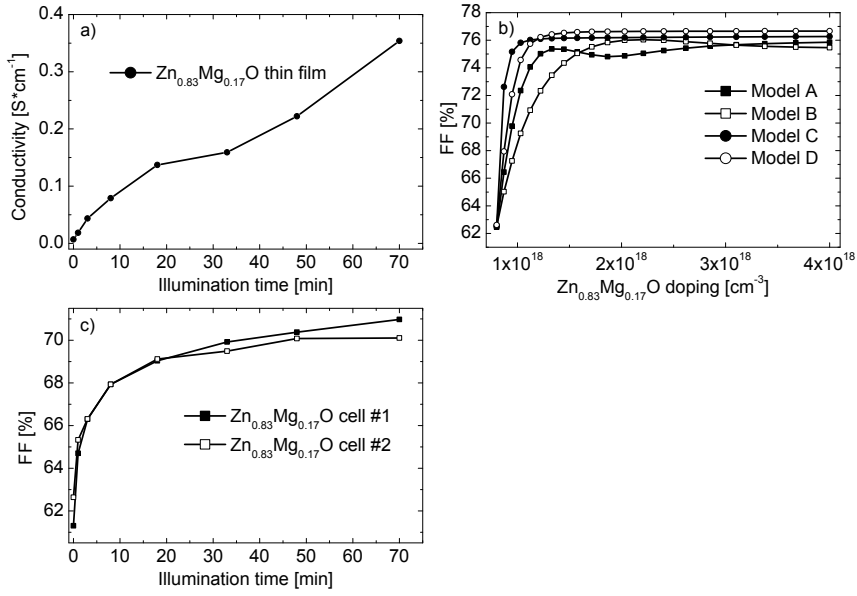 a)
Zn₀.₈₃Mg₀.₁₇O thin film
Conductivity [S*cm⁻¹]
0.4
0.3
0.2
0.1
0.0
0 10 20 30 40 50 60 70
Illumination time [min]
b)
FF [%]
78
76
74
72
70
68
66
64
62
Model A
Model B
Model C
Model D
1x10¹⁸ 2x10¹⁸ 3x10¹⁸ 4x10¹⁸
Zn₀.₈₃Mg₀.₁₇O doping [cm⁻³]
c)
FF [%]
70
68
66
64
62
Zn₀.₈₃Mg₀.₁₇O cell #1
Zn₀.₈₃Mg₀.₁₇O cell #2
0 10 20 30 40 50 60 70
Illumination time [min]